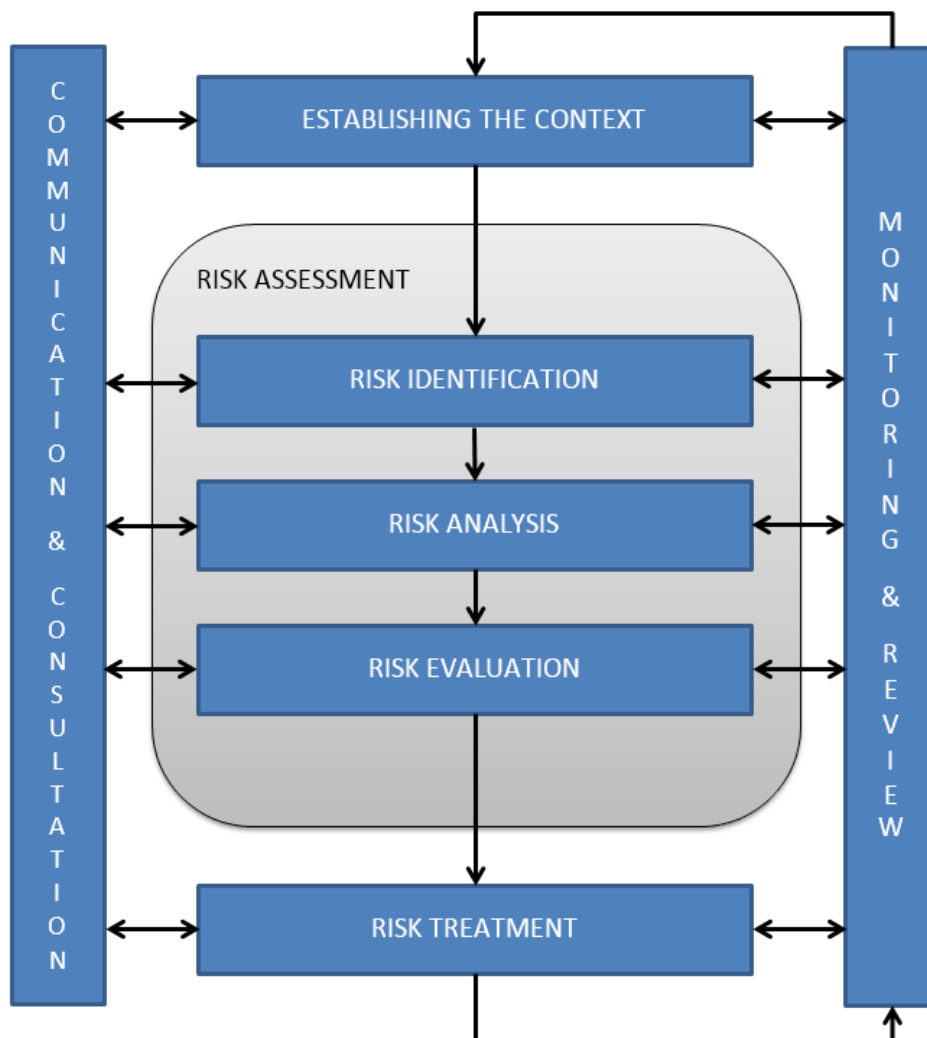 COMMUNICATION & CONSULTATION
ESTABLISHING THE CONTEXT
RISK ASSESSMENT
RISK IDENTIFICATION
RISK ANALYSIS
RISK EVALUATION
RISK TREATMENT
MONITORING & REVIEW